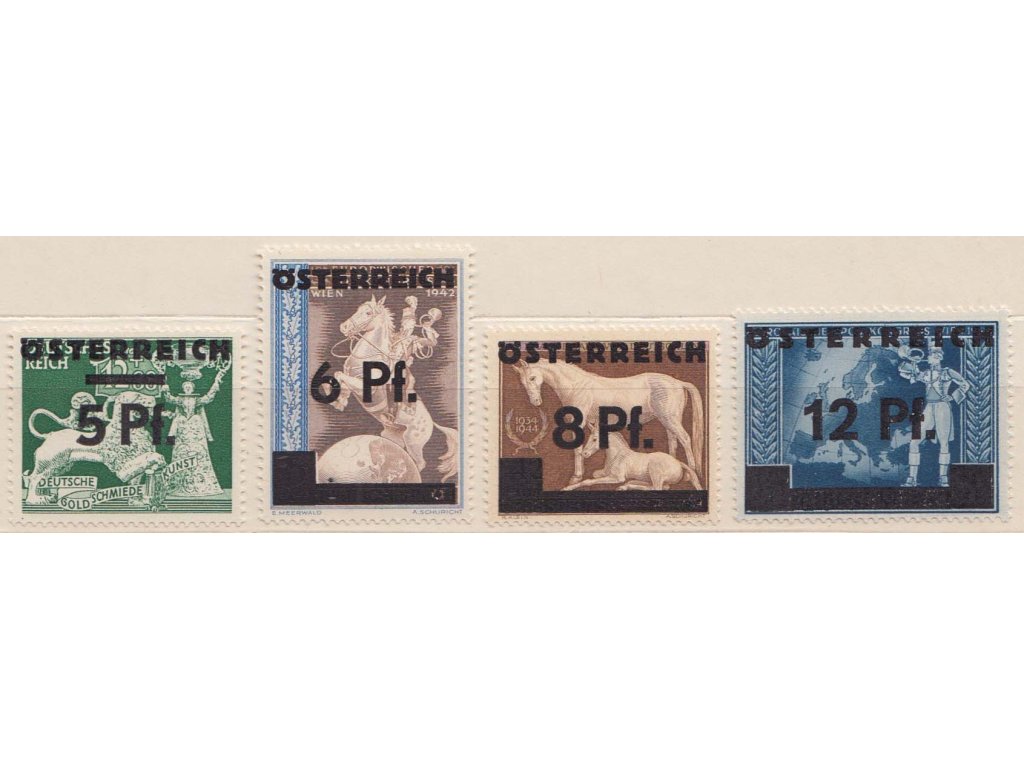 ÖSTERREICH
REICH
5 Pf.
DEUTSCHE
GOLD SCHMIEDE
KUNST
ÖSTERREICH
WIEN 1942
6 Pf.
E. MEERWALD A. SCHURICHT
ÖSTERREICH
1934
1944
8 Pf.
A. SCHURICHT
ÖSTERREICH
12 Pf.